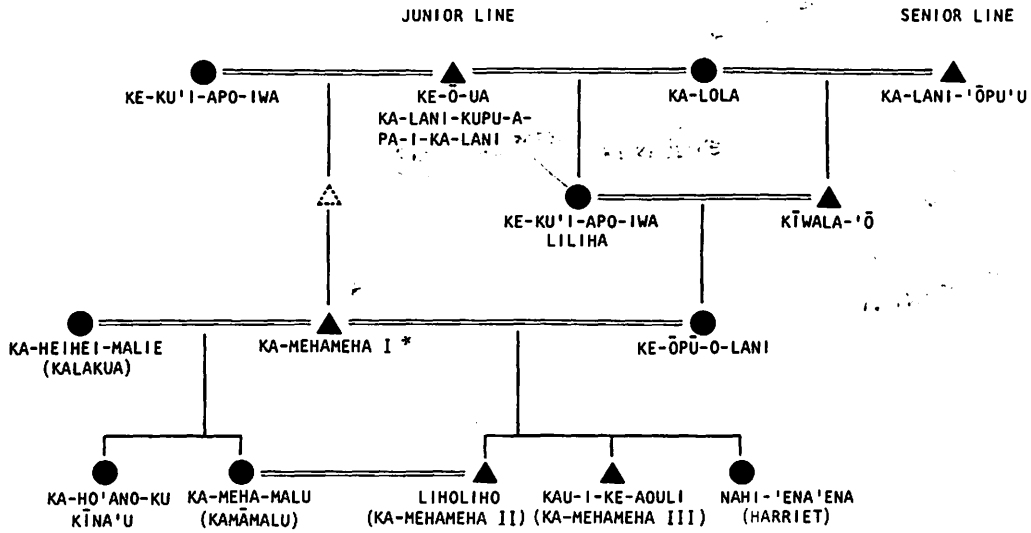 JUNIOR LINE
SENIOR LINE
KE-KU'I-APO-IWA
KE-Ō-UA
KA-LANI-KUPU-A-
PA-I-KA-LANI
KA-LOLA
KA-LANI-'ŌPU'U
KE-KU'I-APO-IWA
LILIHA
KĪWALA-'Ō
KA-HEIHEI-MALIE
(KALAKUA)
KA-MEHAMEHA I *
KE-ŌPŪ-O-LANI
KA-HO'ANO-KU
KĪNA'U
KA-MEHA-MALU
(KAMĀMALU)
LIHOLIHO
(KA-MEHAMEHA II)
KAU-I-KE-AOULI
(KA-MEHAMEHA III)
NAHI-'ENA'ENA
(HARRIET)